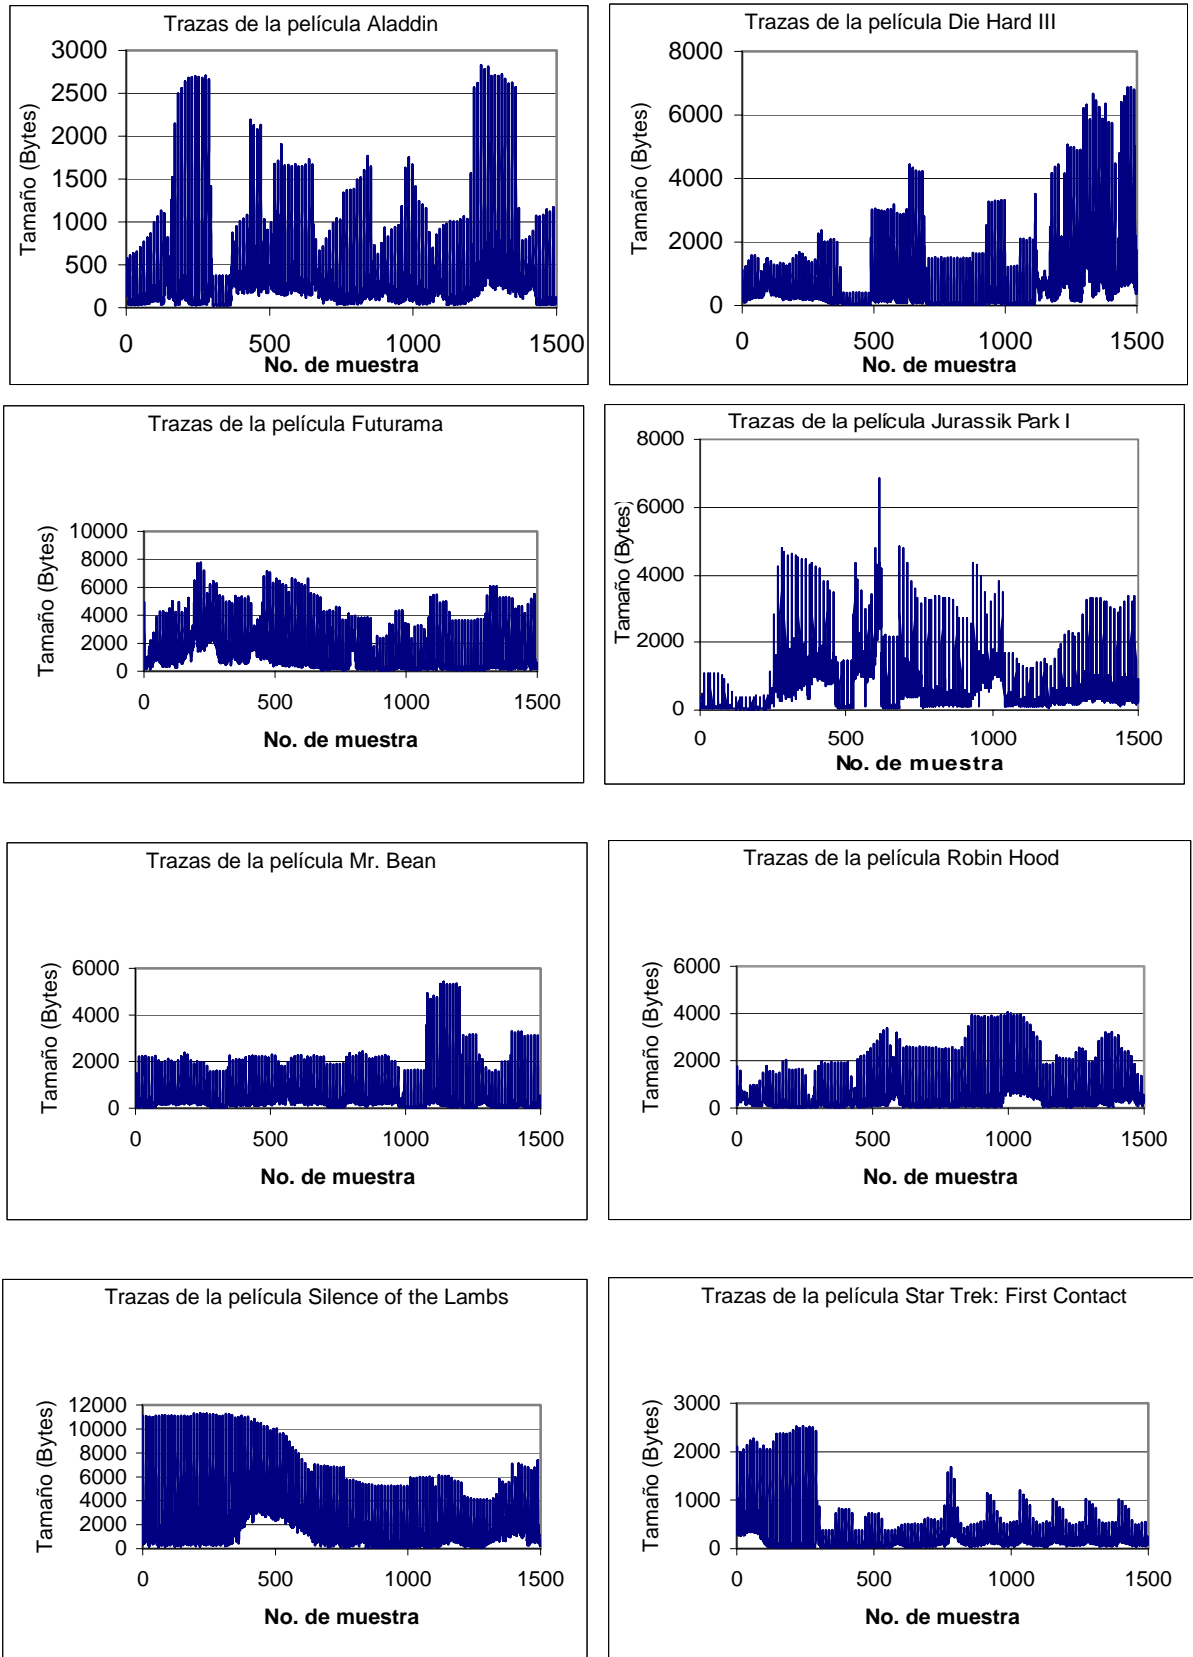 Trazas de la película Aladdin
Tamaño (Bytes)
3000
2500
2000
1500
1000
500
0
0 500 1000 1500
No. de muestra
Trazas de la película Die Hard III
Tamaño (Bytes)
8000
6000
4000
2000
0
0 500 1000 1500
No. de muestra
Trazas de la película Futurama
Tamaño (Bytes)
10000
8000
6000
4000
2000
0
0 500 1000 1500
No. de muestra
Trazas de la película Jurassik Park I
Tamaño (Bytes)
8000
6000
4000
2000
0
0 500 1000 1500
No. de muestra
Trazas de la película Mr. Bean
Tamaño (Bytes)
6000
4000
2000
0
0 500 1000 1500
No. de muestra
Trazas de la película Robin Hood
Tamaño (Bytes)
6000
4000
2000
0
0 500 1000 1500
No. de muestra
Trazas de la película Silence of the Lambs
Tamaño (Bytes)
12000
10000
8000
6000
4000
2000
0
0 500 1000 1500
No. de muestra
Trazas de la película Star Trek: First Contact
Tamaño (Bytes)
3000
2000
1000
0
0 500 1000 1500
No. de muestra